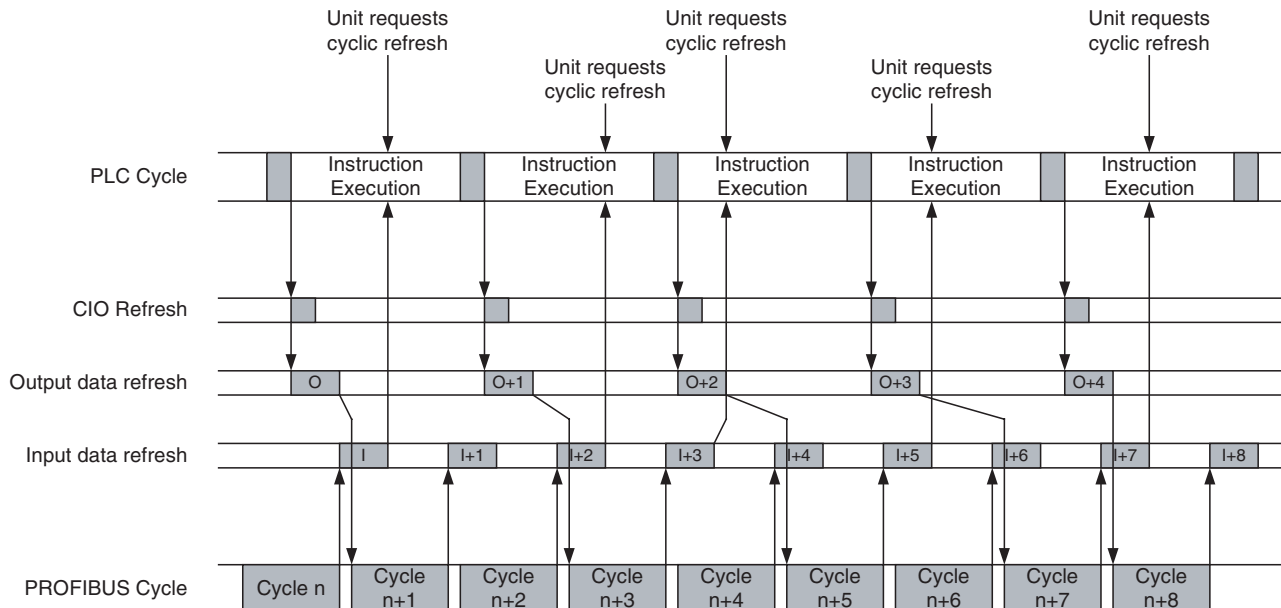 Unit requests
cyclic refresh
Unit requests
cyclic refresh
Unit requests
cyclic refresh
Unit requests
cyclic refresh
Unit requests
cyclic refresh
PLC Cycle
Instruction
Execution
Instruction
Execution
Instruction
Execution
Instruction
Execution
Instruction
Execution
CIO Refresh
Output data refresh
O
O+1
O+2
O+3
O+4
Input data refresh
I
I+1
I+2
I+3
I+4
I+5
I+6
I+7
I+8
PROFIBUS Cycle
Cycle n
Cycle
n+1
Cycle
n+2
Cycle
n+3
Cycle
n+4
Cycle
n+5
Cycle
n+6
Cycle
n+7
Cycle
n+8